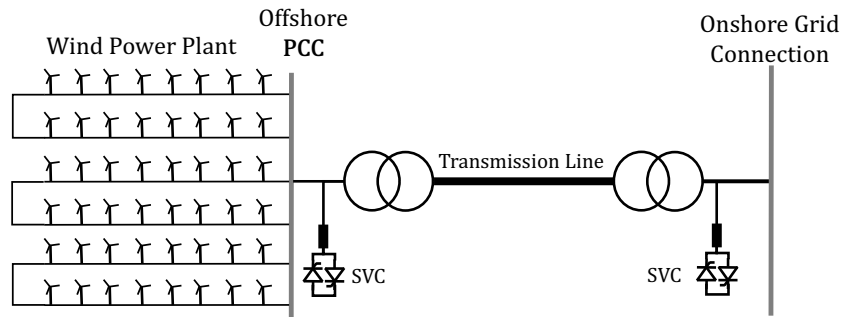 Wind Power Plant
Offshore
PCC
Transmission Line
Onshore Grid
Connection
SVC
SVC